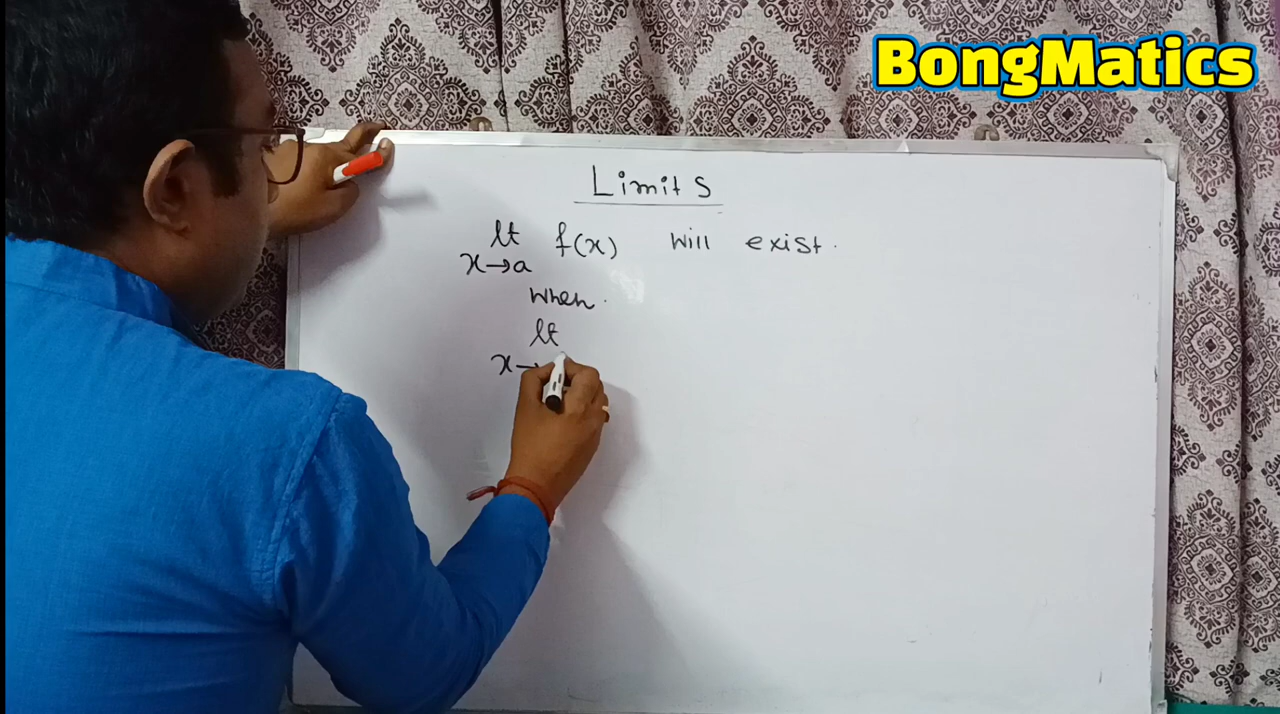 BongMatics
Limits
lt f(x) will exist.
x→a
when.
lt
x→